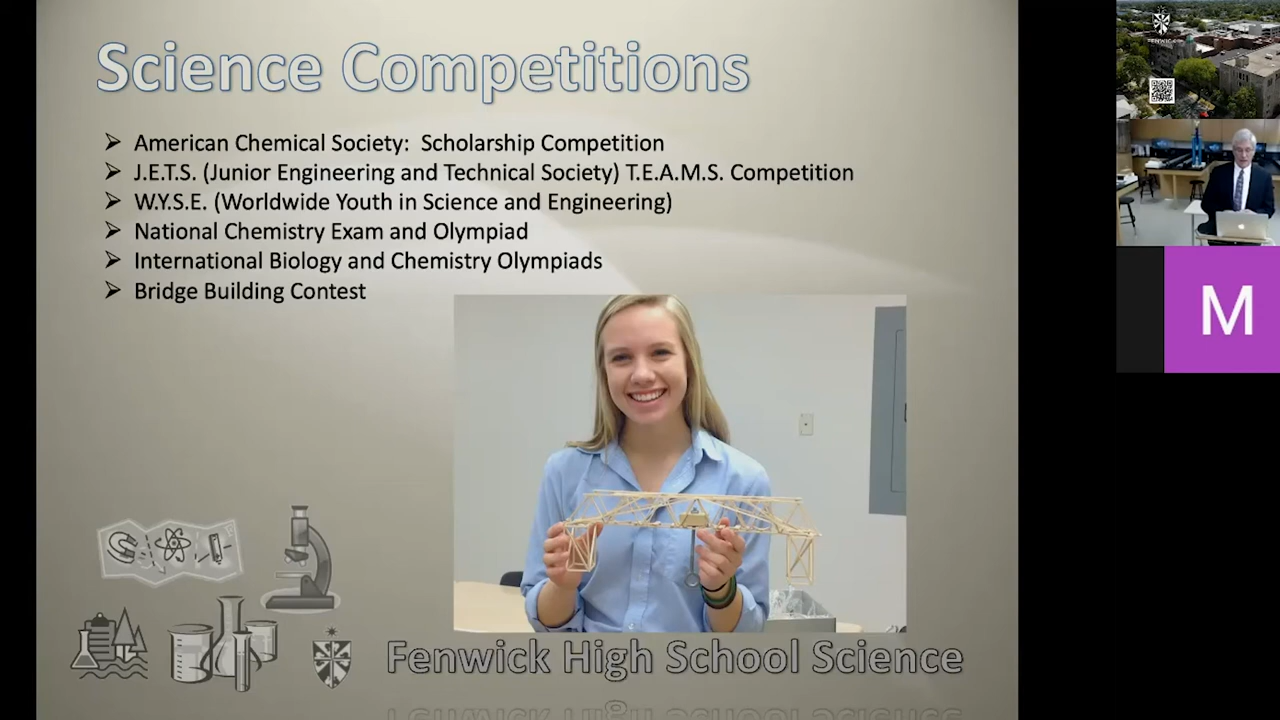 Science Competitions
American Chemical Society: Scholarship Competition
J.E.T.S. (Junior Engineering and Technical Society) T.E.A.M.S. Competition
W.Y.S.E. (Worldwide Youth in Science and Engineering)
National Chemistry Exam and Olympiad
International Biology and Chemistry Olympiads
Bridge Building Contest
Fenwick High School Science
FENWICK
M